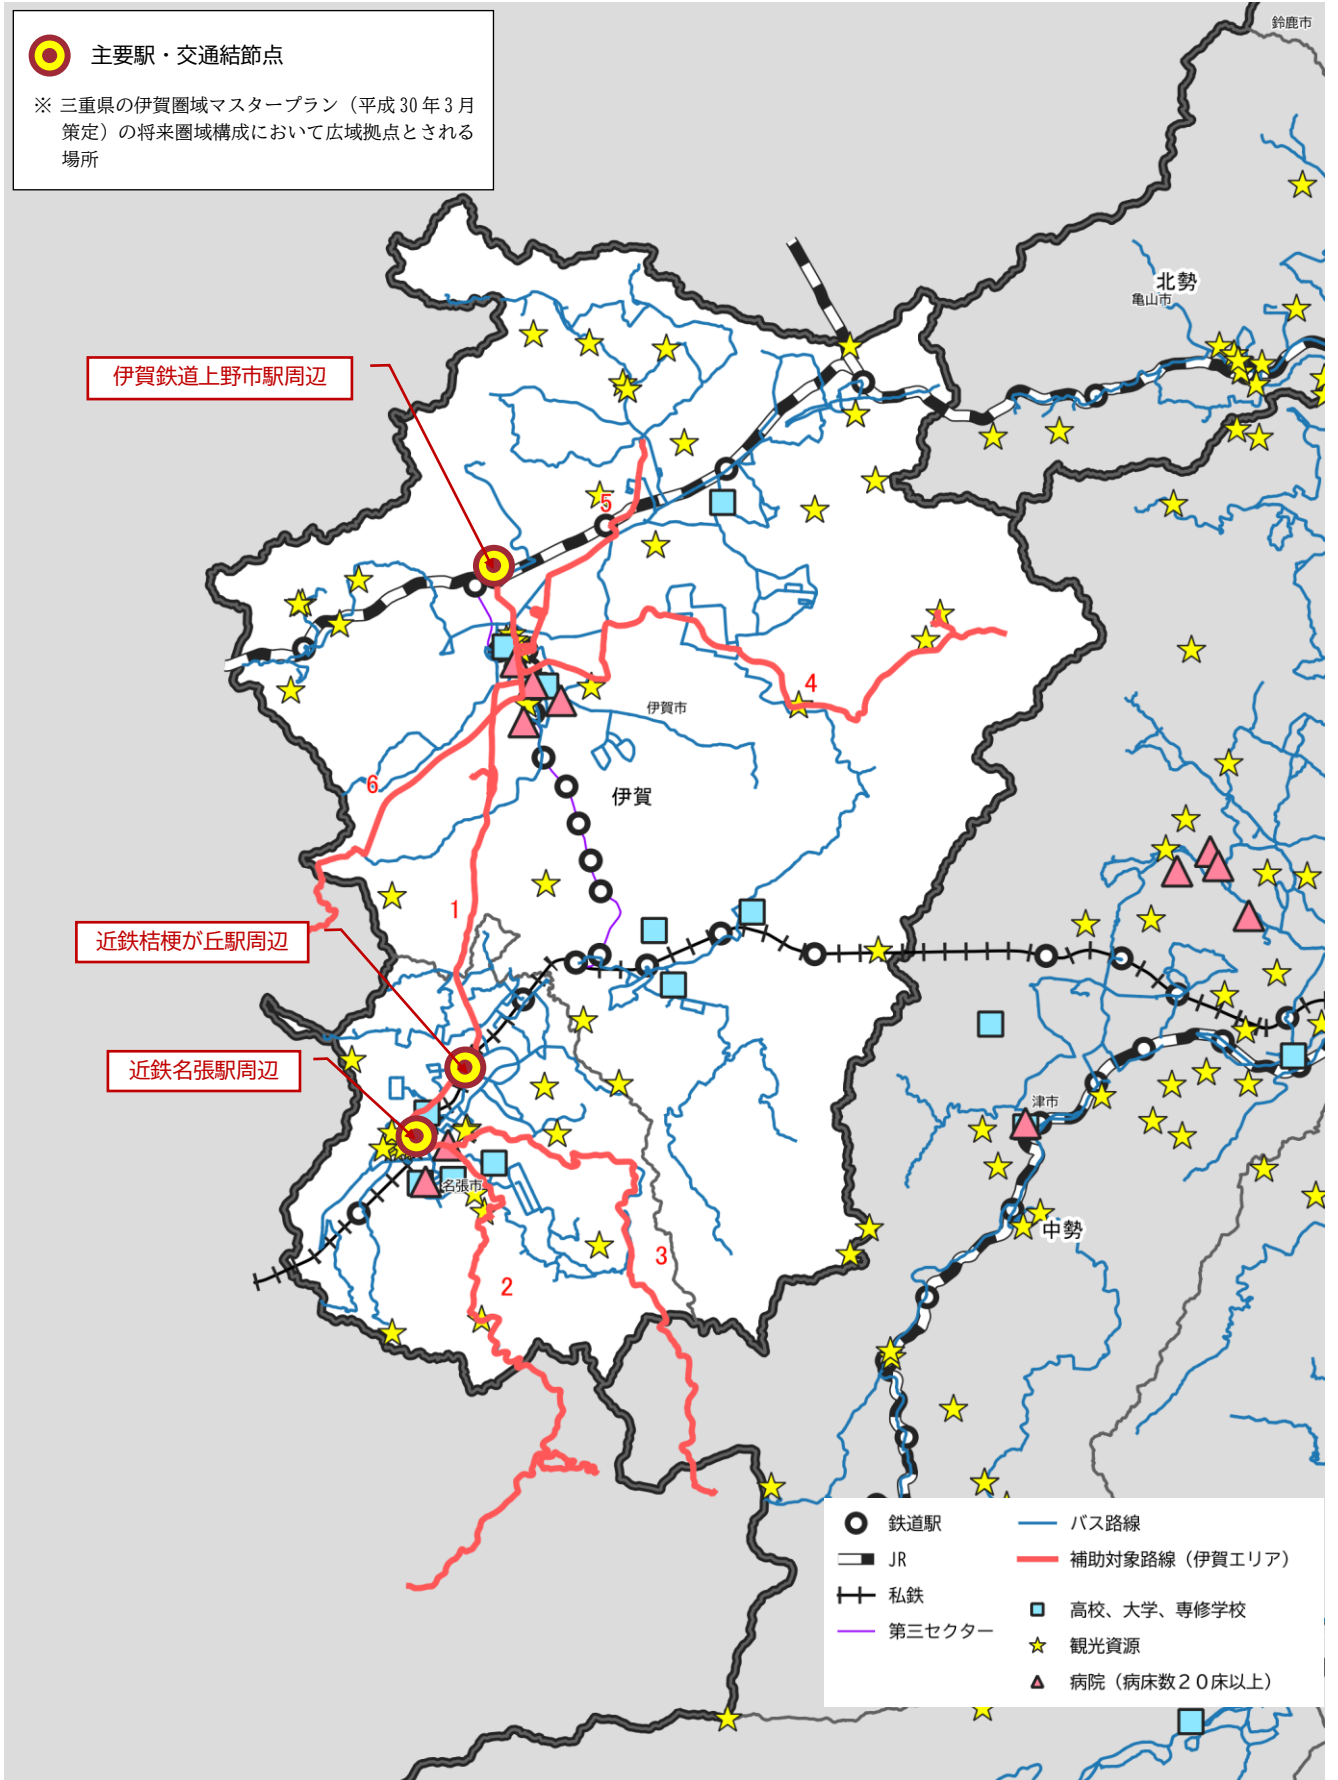 主要駅・交通結節点
※ 三重県の伊賀圏域マスタープラン（平成30年3月
策定）の将来圏域構成において広域拠点とされる
場所
鈴鹿市
北勢
亀山市
伊賀鉄道上野市駅周辺
5
4
伊賀市
6
伊賀
1
近鉄桔梗が丘駅周辺
近鉄名張駅周辺
津市
名張市
中勢
3
2
鉄道駅
JR
私鉄
第三セクター
バス路線
補助対象路線（伊賀エリア）
高校、大学、専修学校
観光資源
病院（病床数２０床以上）